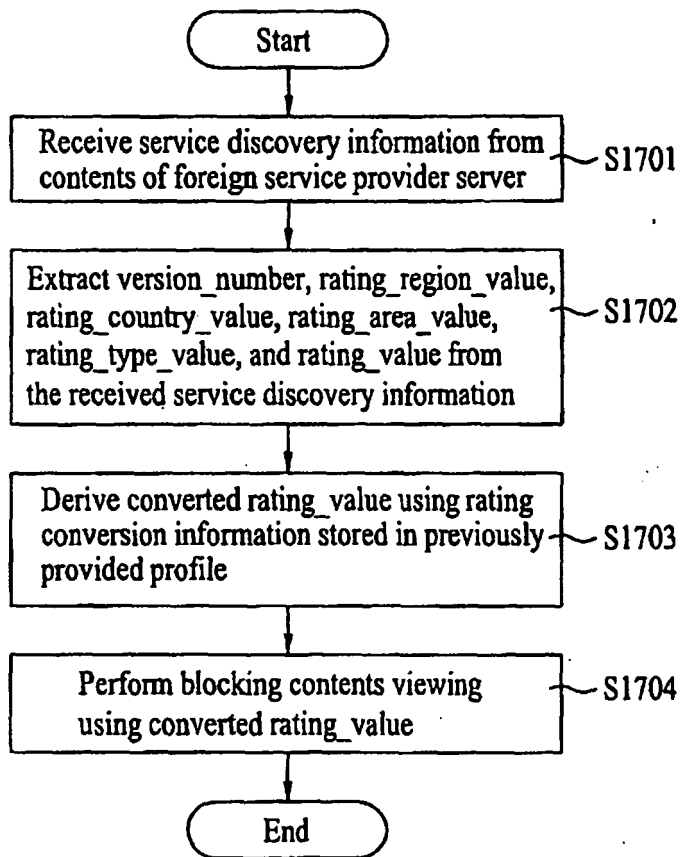 Start
Receive service discovery information from
contents of foreign service provider server
S1701
Extract version_number, rating_region_value,
rating_country_value, rating_area_value,
rating_type_value, and rating_value from
the received service discovery information
S1702
Derive converted rating_value using rating
conversion information stored in previously
provided profile
S1703
Perform blocking contents viewing
using converted rating_value
S1704
End